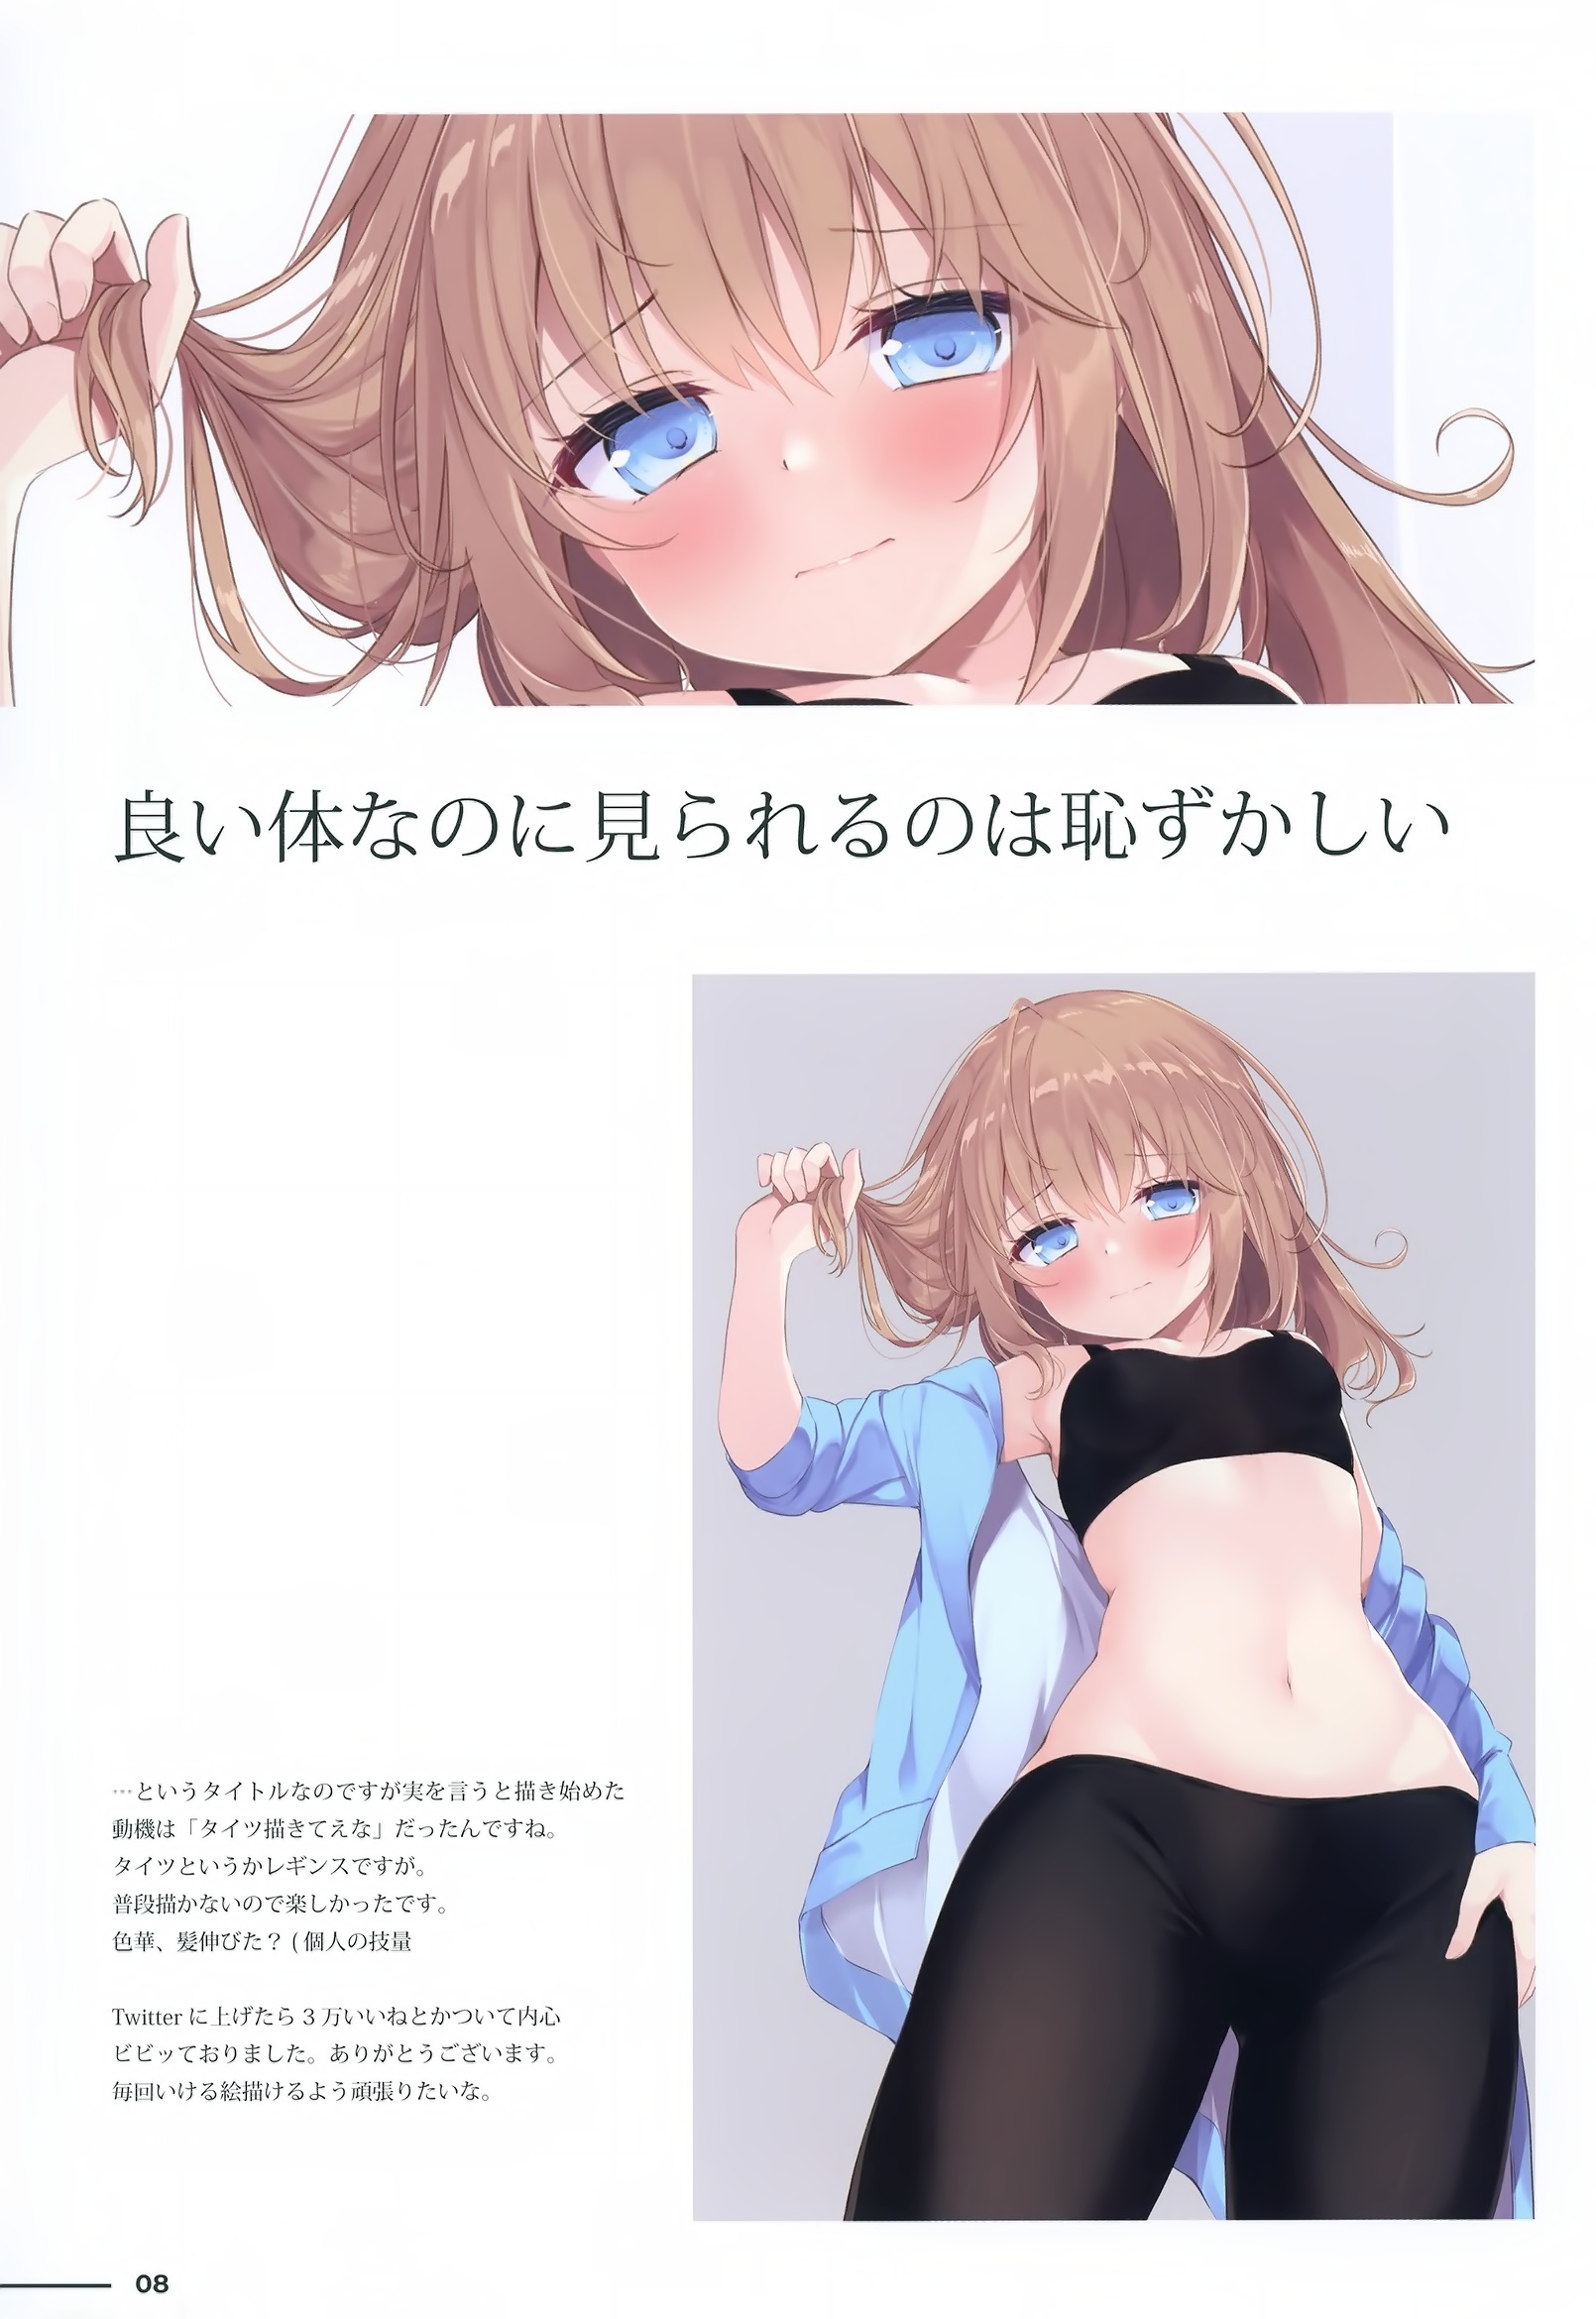 良い体なのに見られるのは恥ずかしい
…というタイトルなのですが実を言うと描き始めた
動機は「タイツ描きてえな」だったんですね。
タイツというかレギンスですが。
普段描かないので楽しかったです。
色華、髪伸びた？ ( 個人の技量
Twitter に上げたら 3 万いいねとかついて内心
ビビッておりました。ありがとうございます。
毎回いける絵描けるよう頑張りたいな。
08